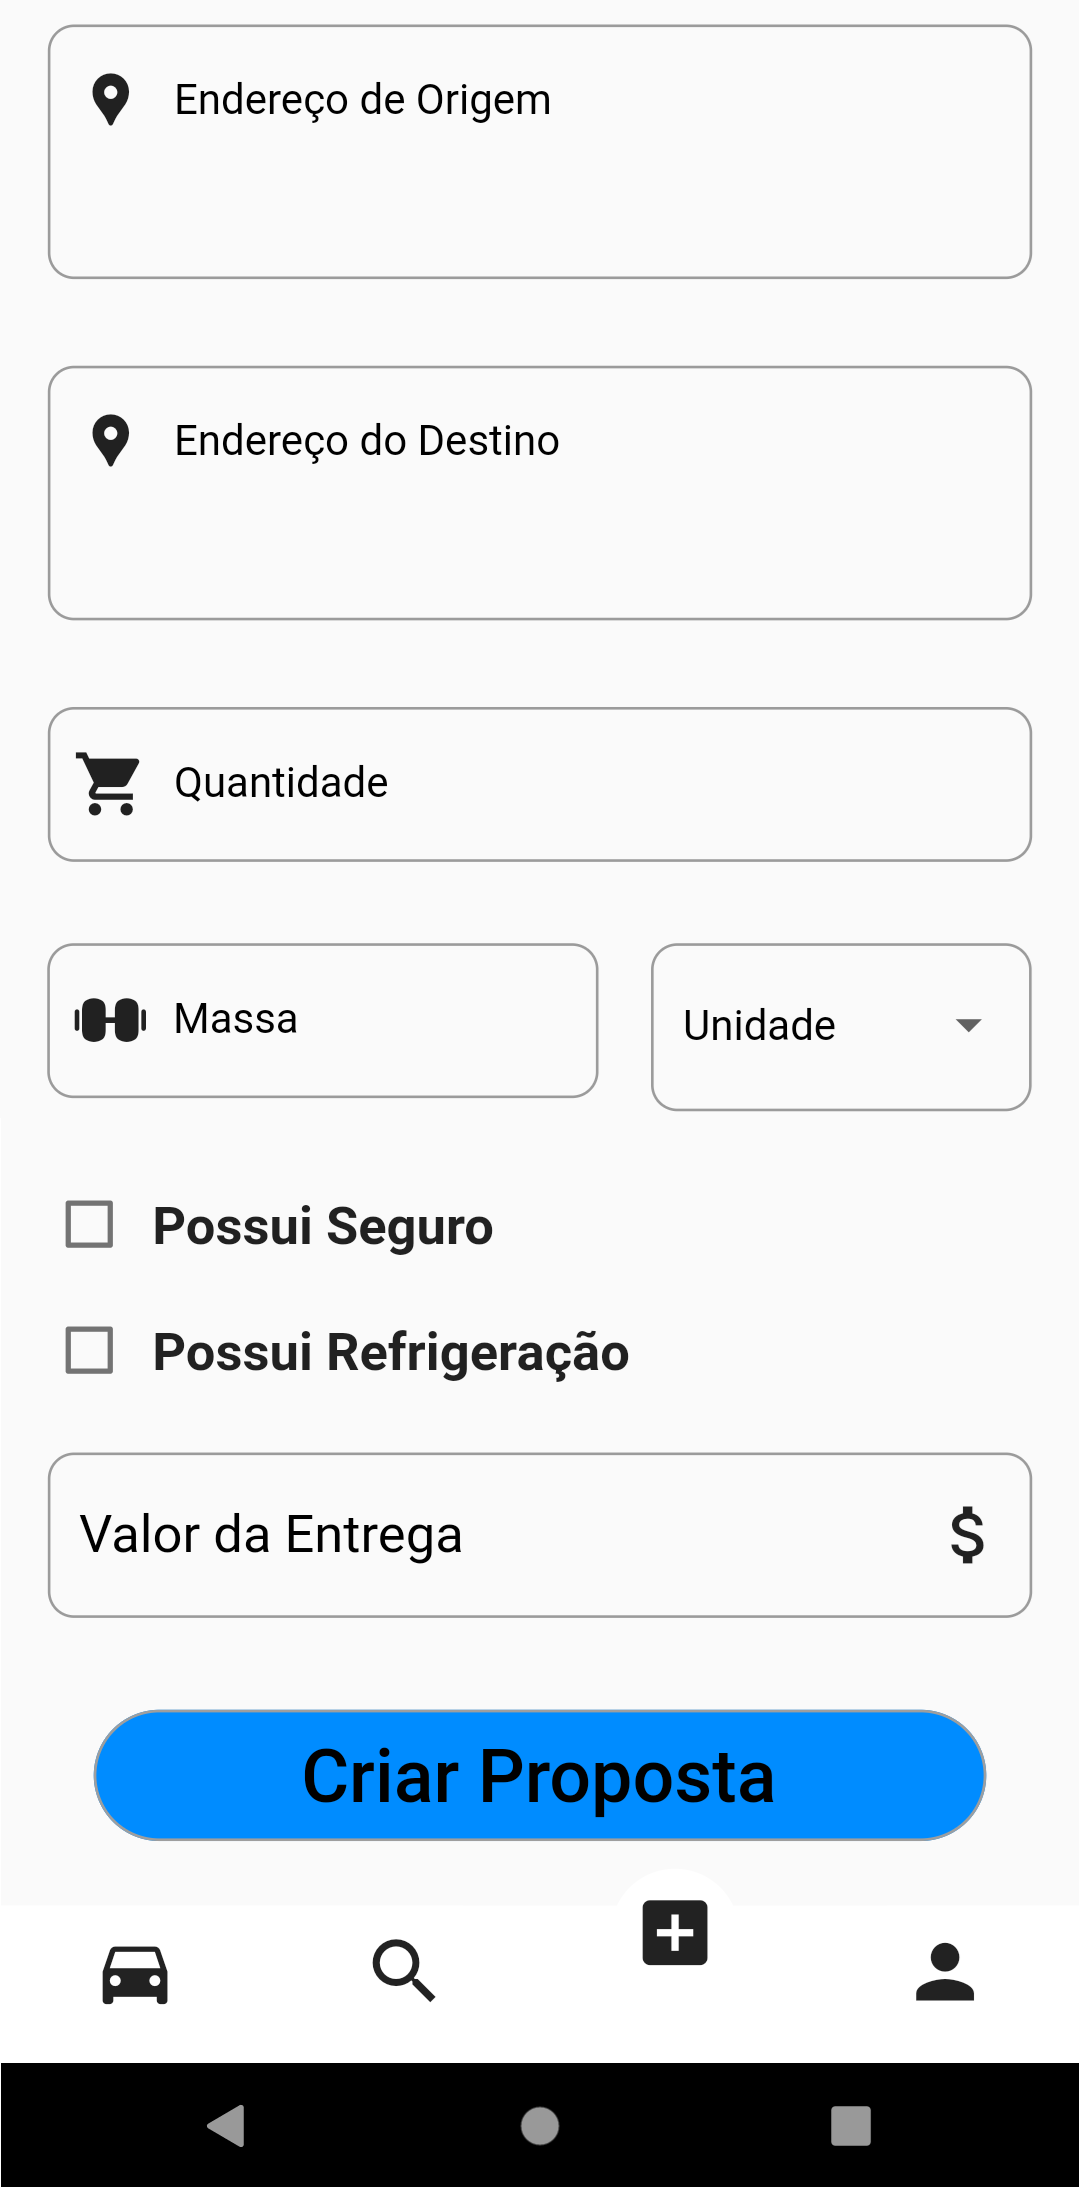 Endereço de Origem
Endereço do Destino
Quantidade
Massa
Unidade
Possui Seguro
Possui Refrigeração
Valor da Entrega $
Criar Proposta